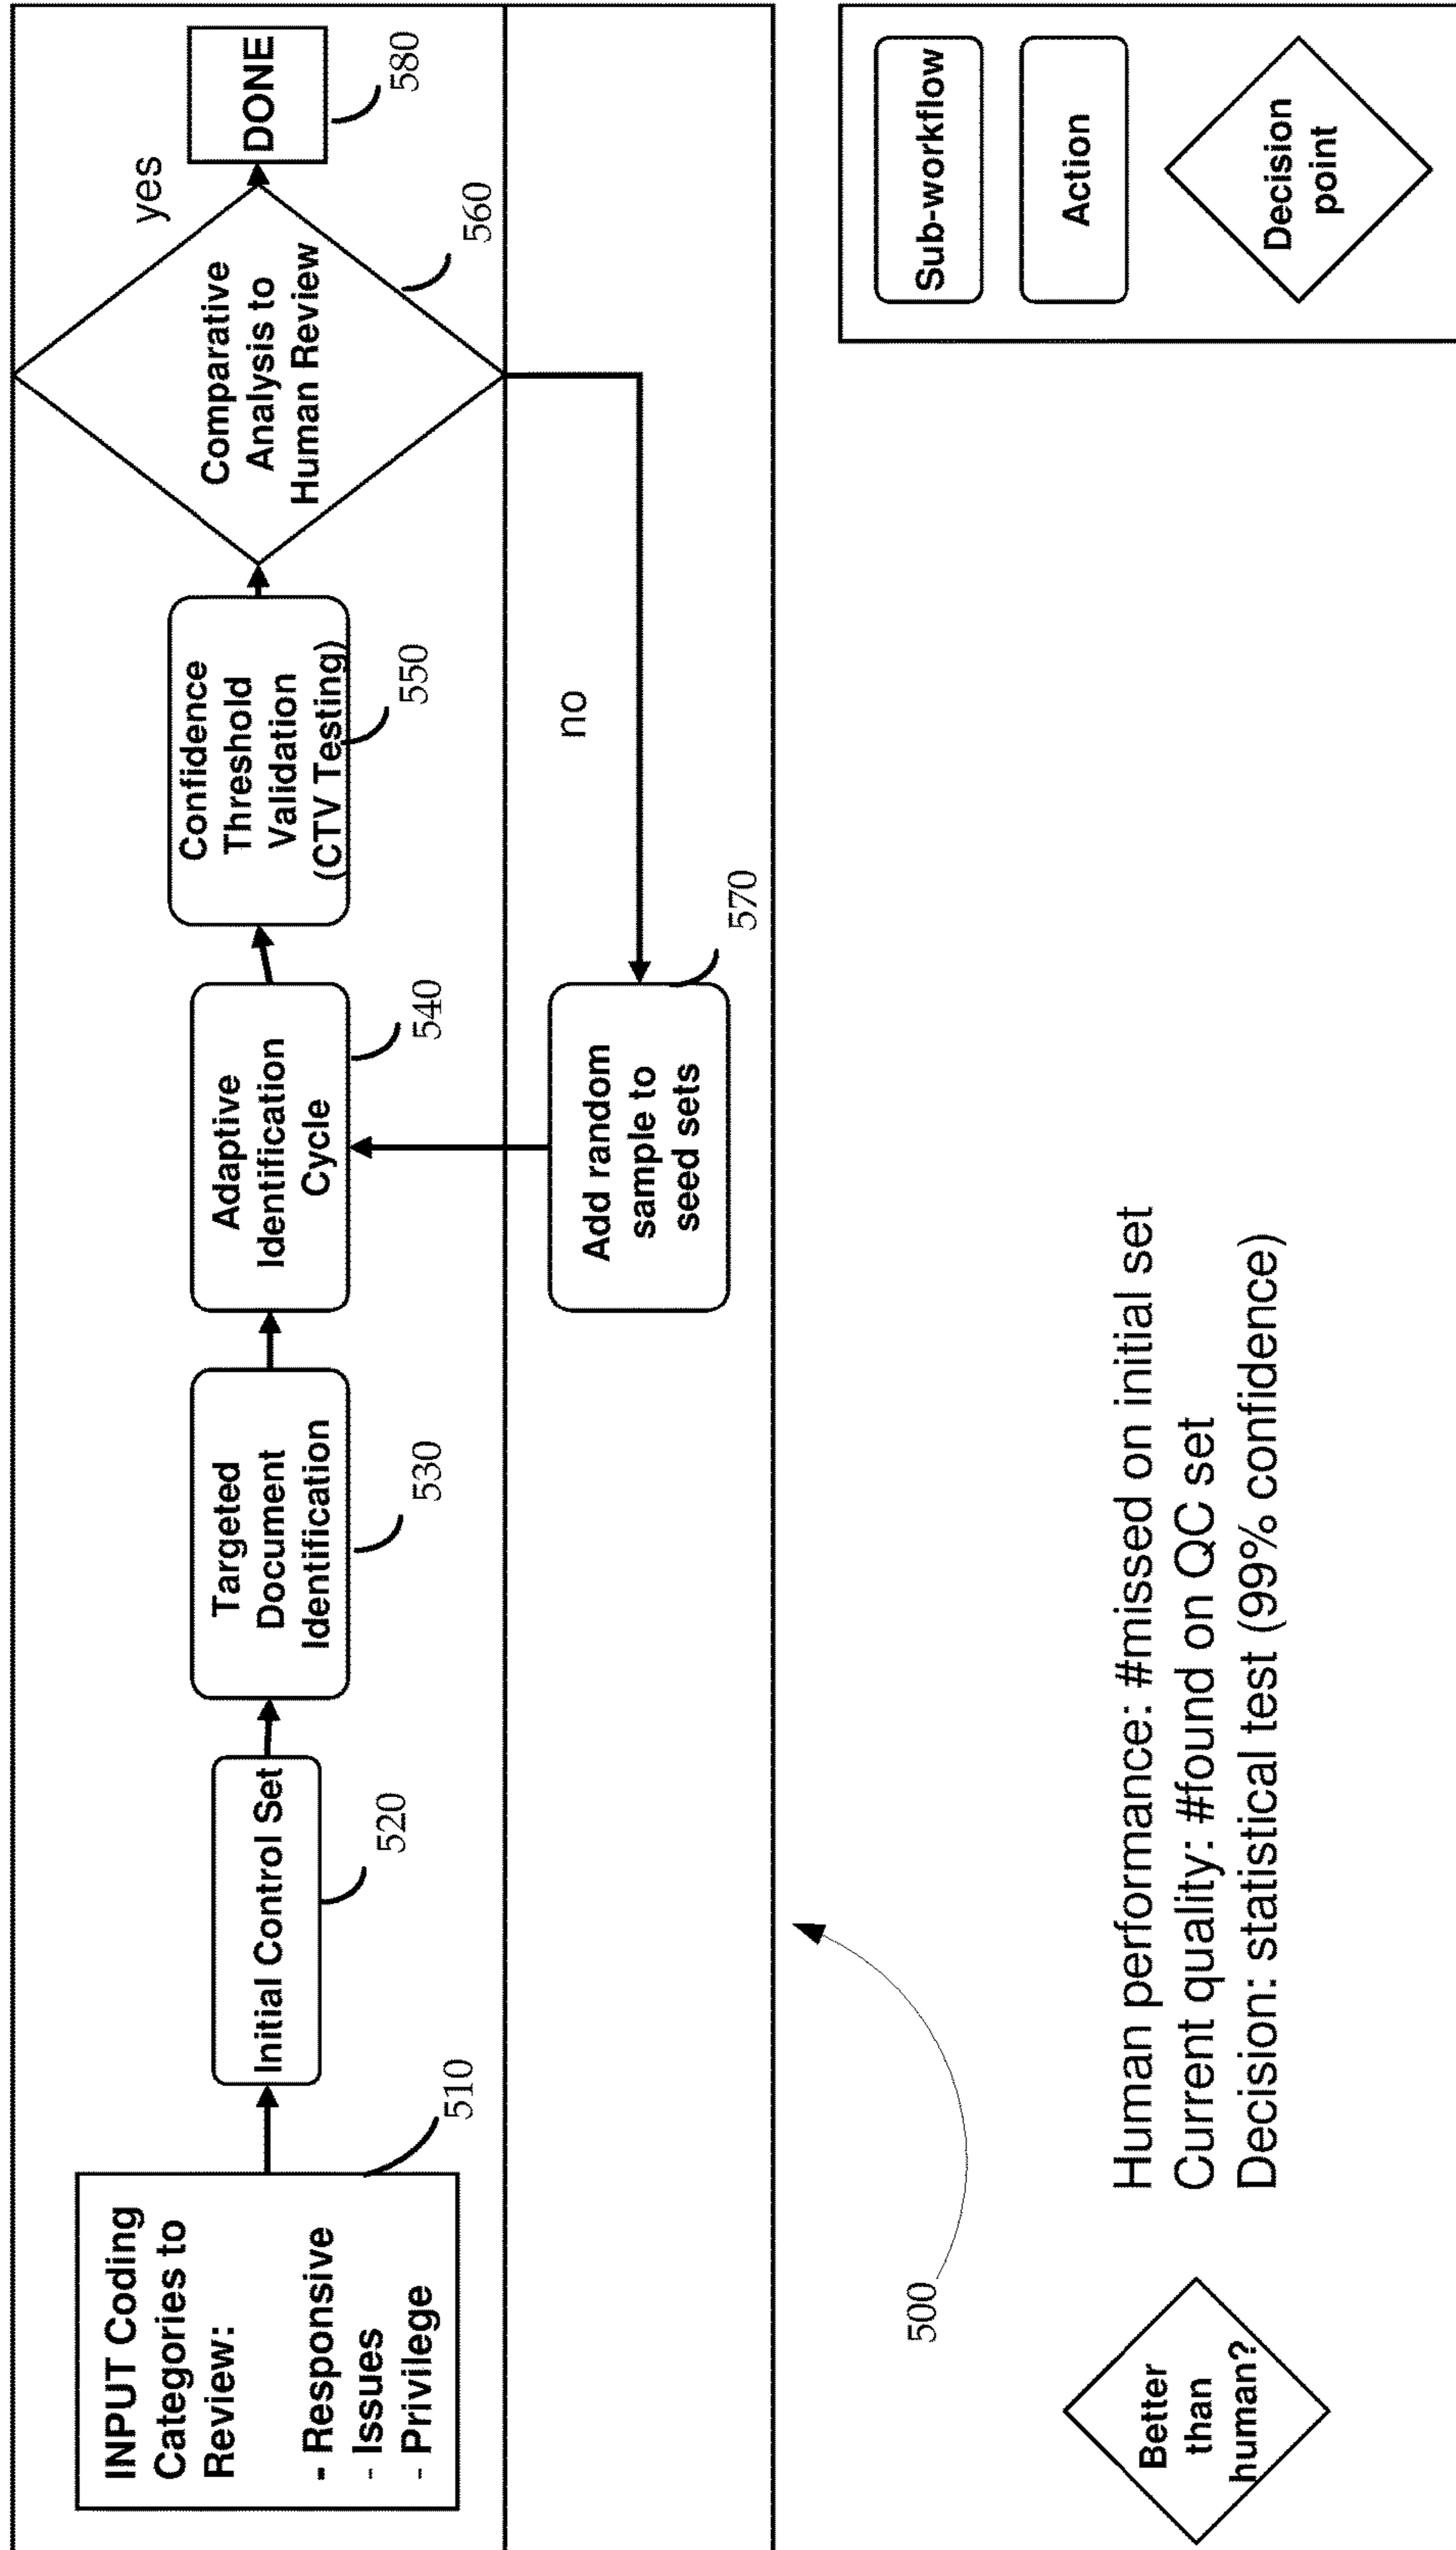 INPUT Coding
Categories to
Review:
- Responsive
- Issues
- Privilege
510
Initial Control Set
520
Targeted
Document
Identification
530
Adaptive
Identification
Cycle
540
Confidence
Threshold
Validation
(CTV Testing)
550
Comparative
Analysis to
Human Review
560
yes
DONE
580
no
Add random
sample to
seed sets
570
500
Better
than
human?
Human performance: #missed on initial set
Current quality: #found on QC set
Decision: statistical test (99% confidence)
Sub-workflow
Action
Decision
point